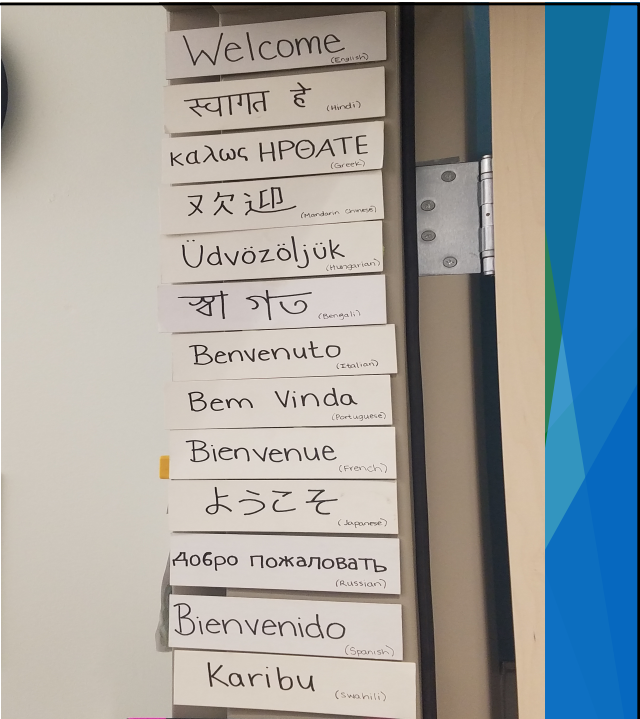 Welcome
(English)
स्वागत हे
(Hindi)
καλως ΗΡΘΑΤΕ
(Greek)
欢迎
(Mandarin Chinese)
Üdvözöljük
(Hungarian)
স্বা গত
(Bengali)
Benvenuto
(Italian)
Bem Vinda
(Portuguese)
Bienvenue
(French)
ようこそ
(Japanese)
Добро пожаловать
(Russian)
Bienvenido
(Spanish)
Karibu
(Swahili)